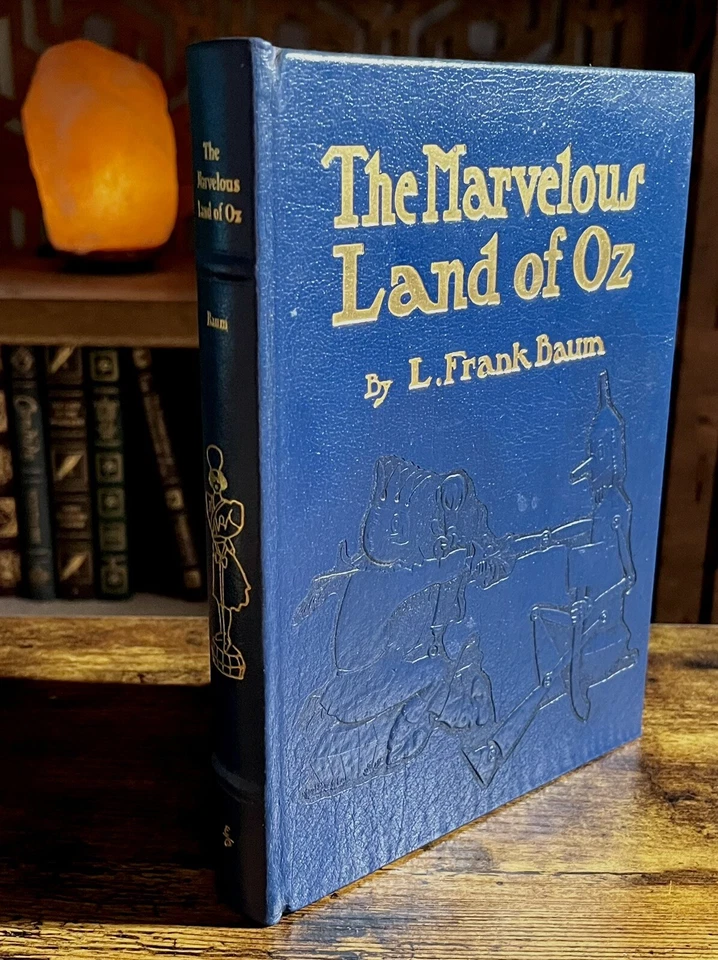 The
Marvelous
Land of Oz
Baum
The Marvelous
Land of Oz
By L. Frank Baum